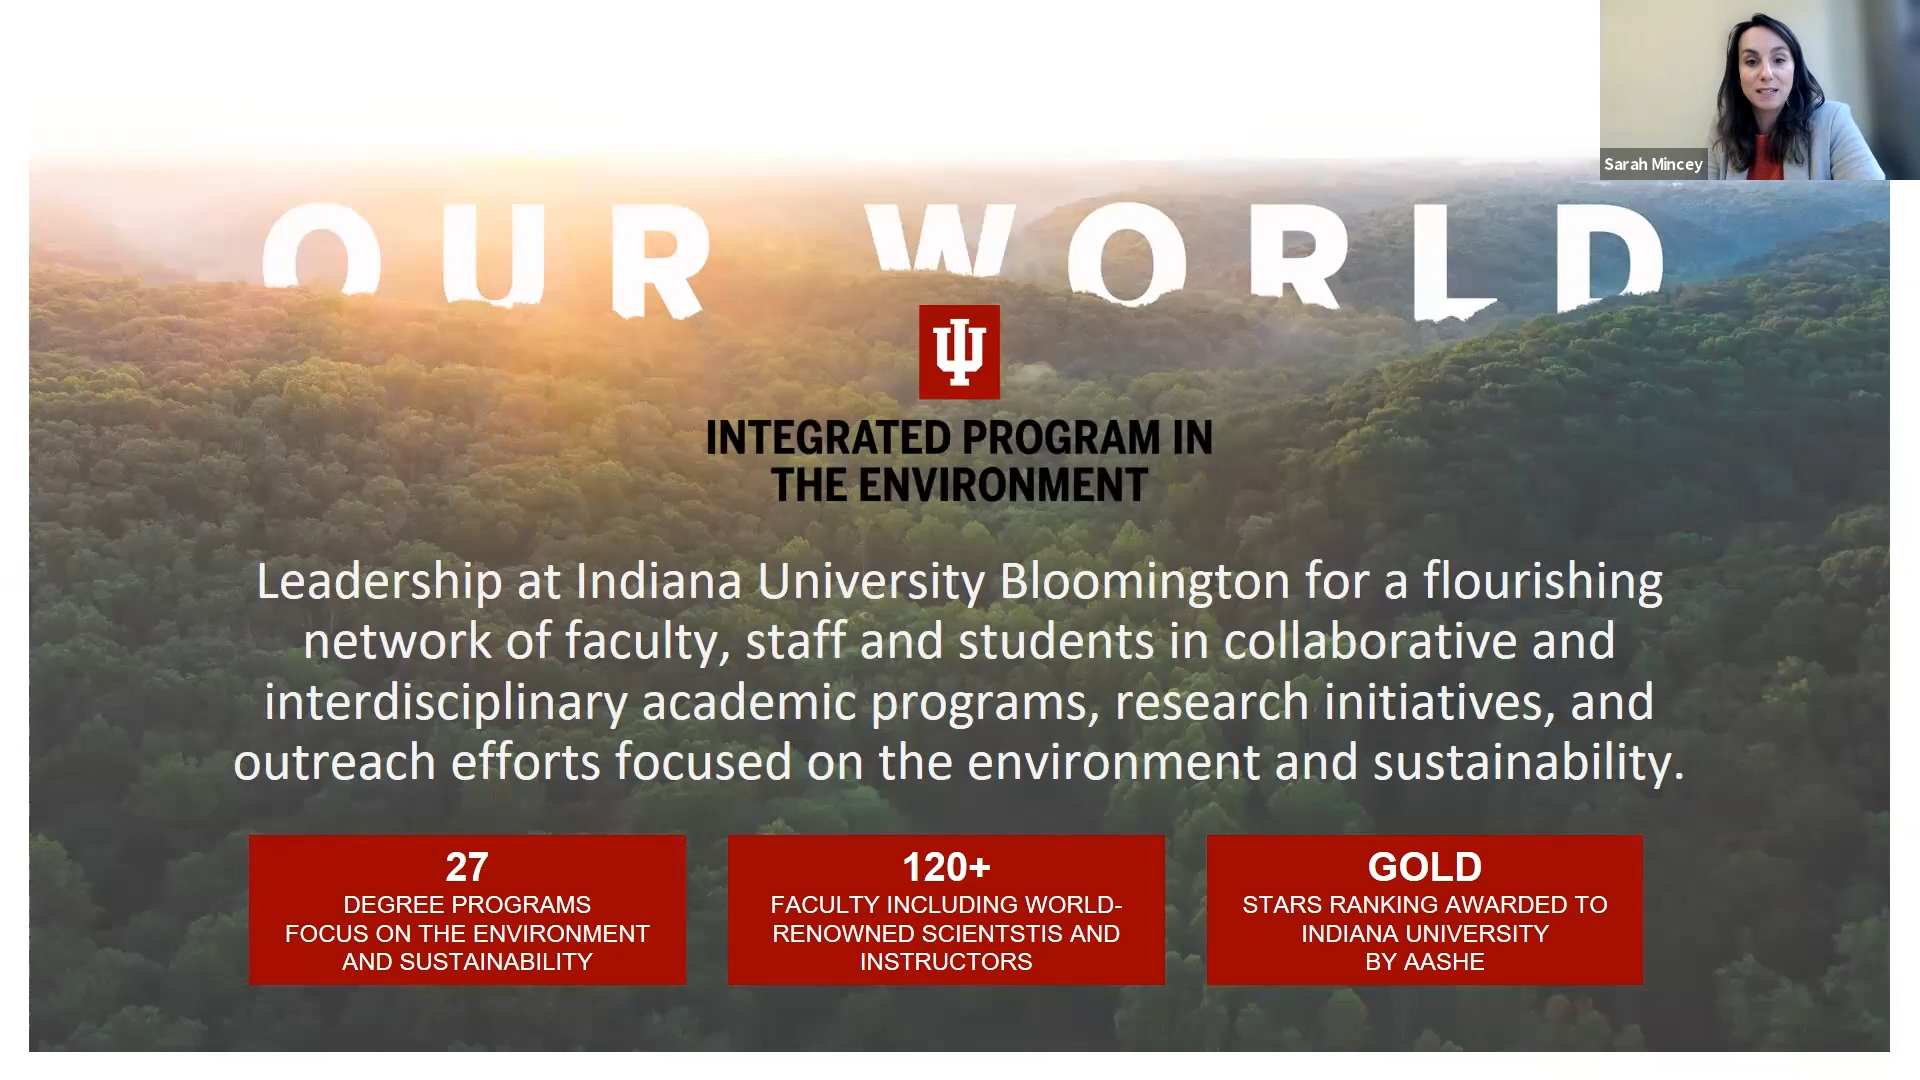 Sarah Mincey
OUR WORLD
INTEGRATED PROGRAM IN
THE ENVIRONMENT
Leadership at Indiana University Bloomington for a flourishing
network of faculty, staff and students in collaborative and
interdisciplinary academic programs, research initiatives, and
outreach efforts focused on the environment and sustainability.
27
DEGREE PROGRAMS
FOCUS ON THE ENVIRONMENT
AND SUSTAINABILITY
120+
FACULTY INCLUDING WORLD-
RENOWNED SCIENTSTIS AND
INSTRUCTORS
GOLD
STARS RANKING AWARDED TO
INDIANA UNIVERSITY
BY AASHE